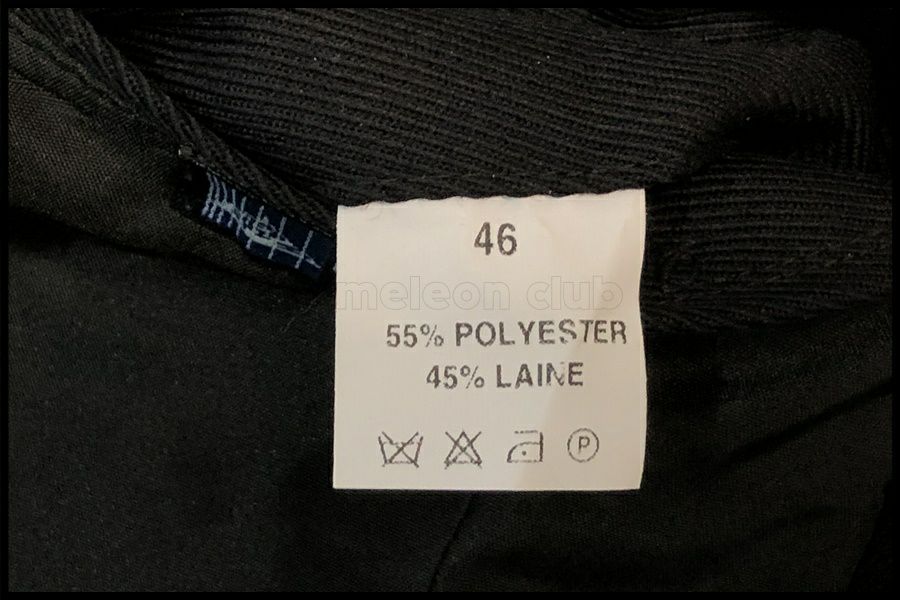 46
meleon club
55% POLYESTER
45% LAINE
P